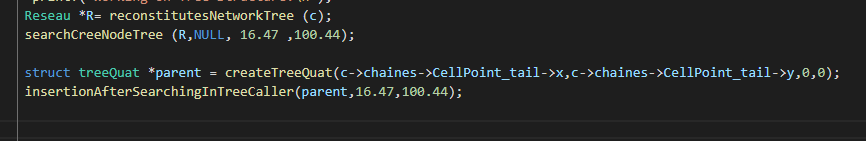 Reseau *R= reconstitutesNetworkTree (c);
searchCreeNodeTree (R,NULL, 16.47 ,100.44);
struct treeQuat *parent = createTreeQuat(c->chaines->CellPoint_tail->x,c->chaines->CellPoint_tail->y,0,0);
insertionAfterSearchingInTreeCaller(parent,16.47,100.44);